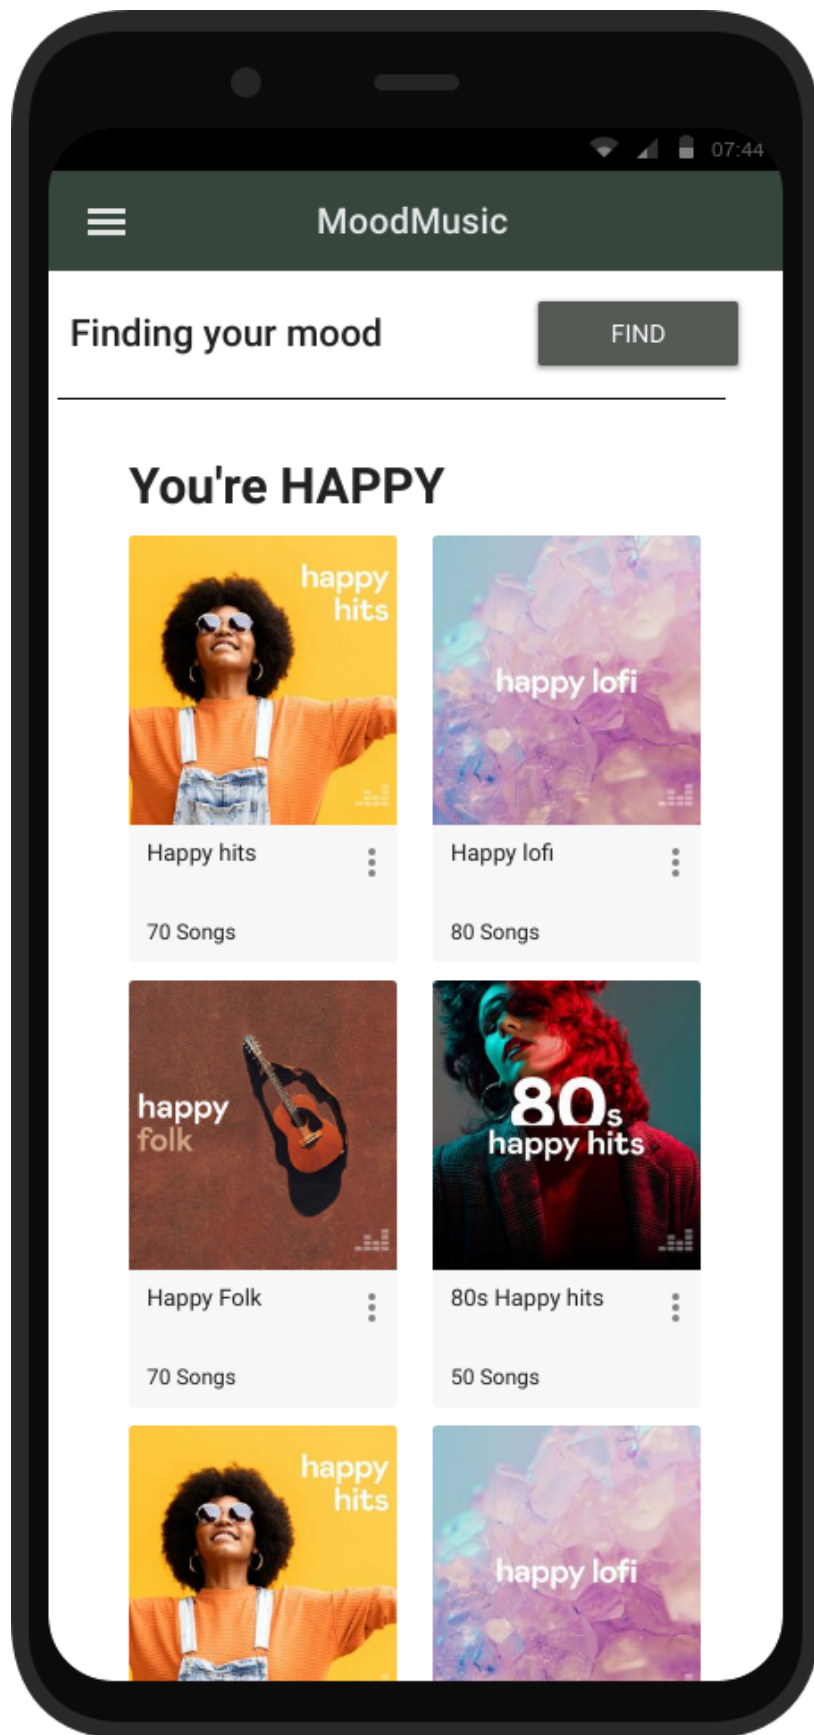 07:44
MoodMusic
Finding your mood
FIND
You're HAPPY
happy
hits
happy lofi
Happy hits
70 Songs
Happy lofi
80 Songs
happy
folk
80s
happy hits
Happy Folk
70 Songs
80s Happy hits
50 Songs
happy
hits
happy lofi